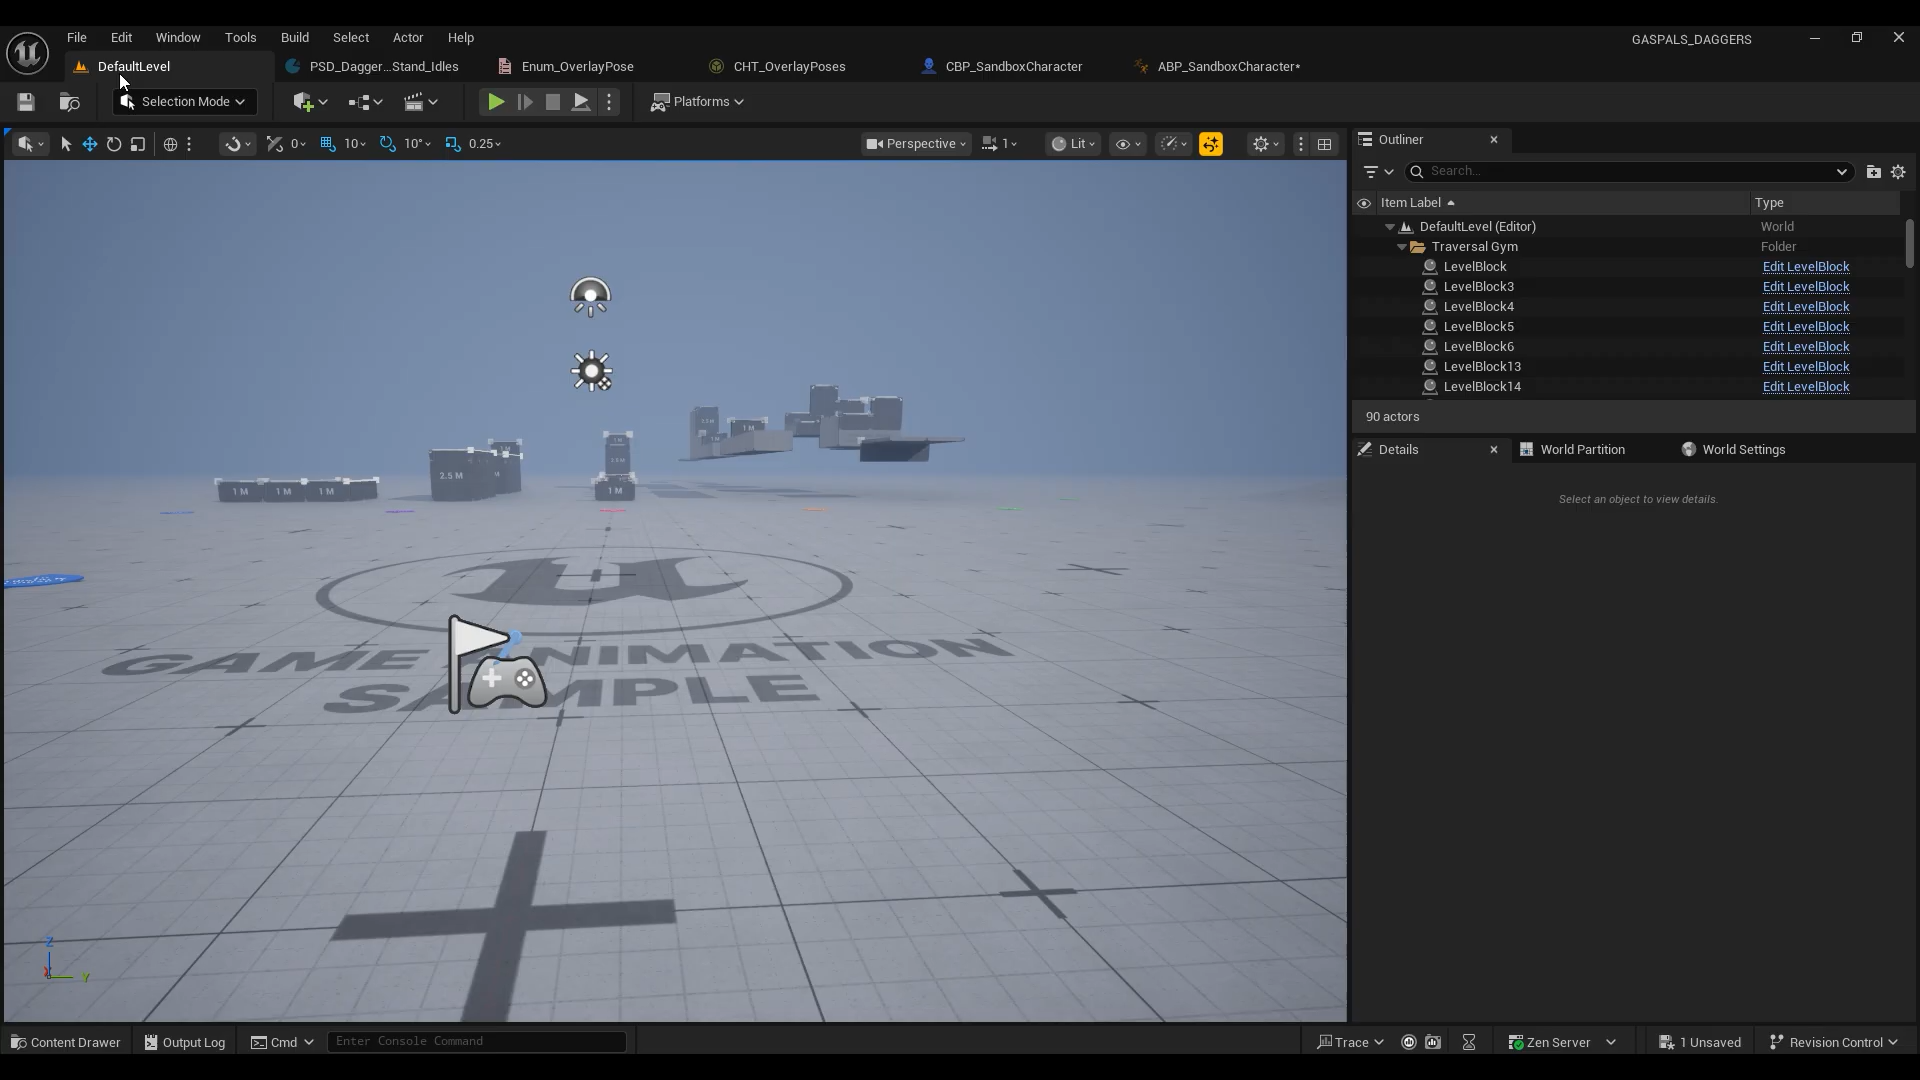 File Edit Window Tools Build Select Actor Help
GASPALS_DAGGERS
DefaultLevel
PSD_Dagger...Stand_Idles
Enum_OverlayPose
CHT_OverlayPoses
CBP_SandboxCharacter
ABP_SandboxCharacter*
Selection Mode
Platforms
0
10
10°
0.25
Perspective
1
Lit
Outliner
Search...
Item Label
Type
DefaultLevel (Editor) World
Traversal Gym Folder
LevelBlock Edit LevelBlock
LevelBlock3 Edit LevelBlock
LevelBlock4 Edit LevelBlock
LevelBlock5 Edit LevelBlock
LevelBlock6 Edit LevelBlock
LevelBlock13 Edit LevelBlock
LevelBlock14 Edit LevelBlock
90 actors
Details
World Partition
World Settings
Select an object to view details.
1 M
1 M
1 M
2.5 M
1 M
1 M
GAME ANIMATION
SAMPLE
Z
X
Y
Content Drawer
Output Log
Cmd
Enter Console Command
Trace
Zen Server
1 Unsaved
Revision Control